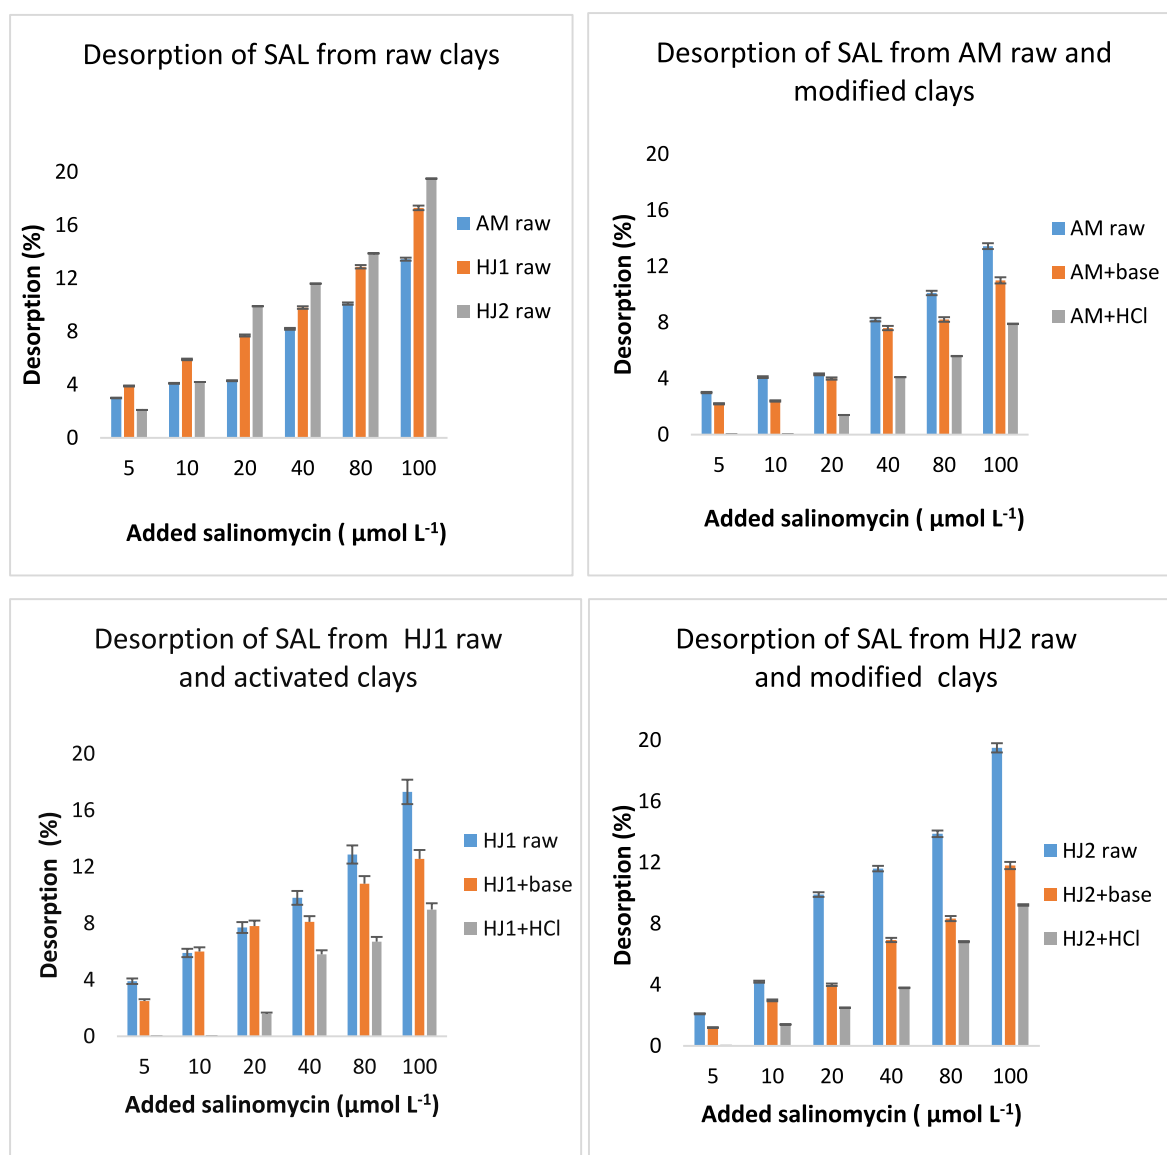 Desorption of SAL from raw clays
20
16
12
8
4
0
Desorption (%)
5 10 20 40 80 100
Added salinomycin ( µmol L-1)
AM raw
HJ1 raw
HJ2 raw
Desorption of SAL from AM raw and
modified clays
20
16
12
8
4
0
Desorption (%)
5 10 20 40 80 100
Added salinomycin ( µmol L-1)
AM raw
AM+base
AM+HCl
Desorption of SAL from HJ1 raw
and activated clays
20
16
12
8
4
0
Desorption (%)
5 10 20 40 80 100
Added salinomycin (µmol L-1)
HJ1 raw
HJ1+base
HJ1+HCl
Desorption of SAL from HJ2 raw
and modified clays
20
16
12
8
4
0
Desorption (%)
5 10 20 40 80 100
Added salinomycin ( µmol L-1)
HJ2 raw
HJ2+base
HJ2+HCl